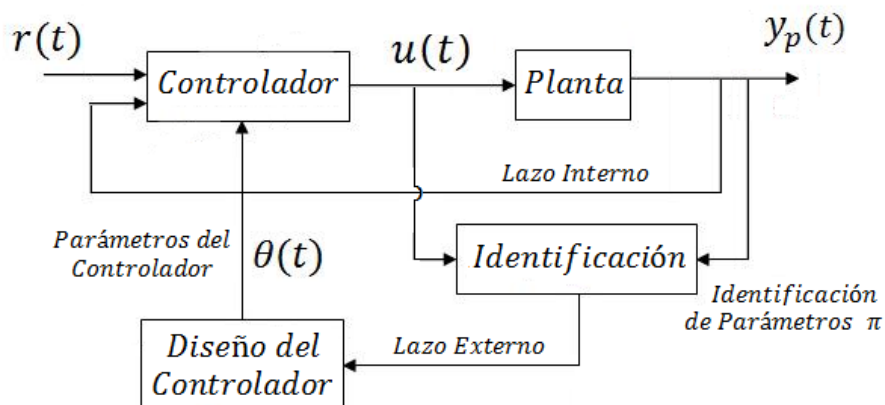 r(t)
Controlador
u(t)
Planta
y_p(t)
Lazo Interno
Parámetros del
Controlador
θ(t)
Identificación
Identificación
de Parámetros π
Lazo Externo
Diseño del
Controlador